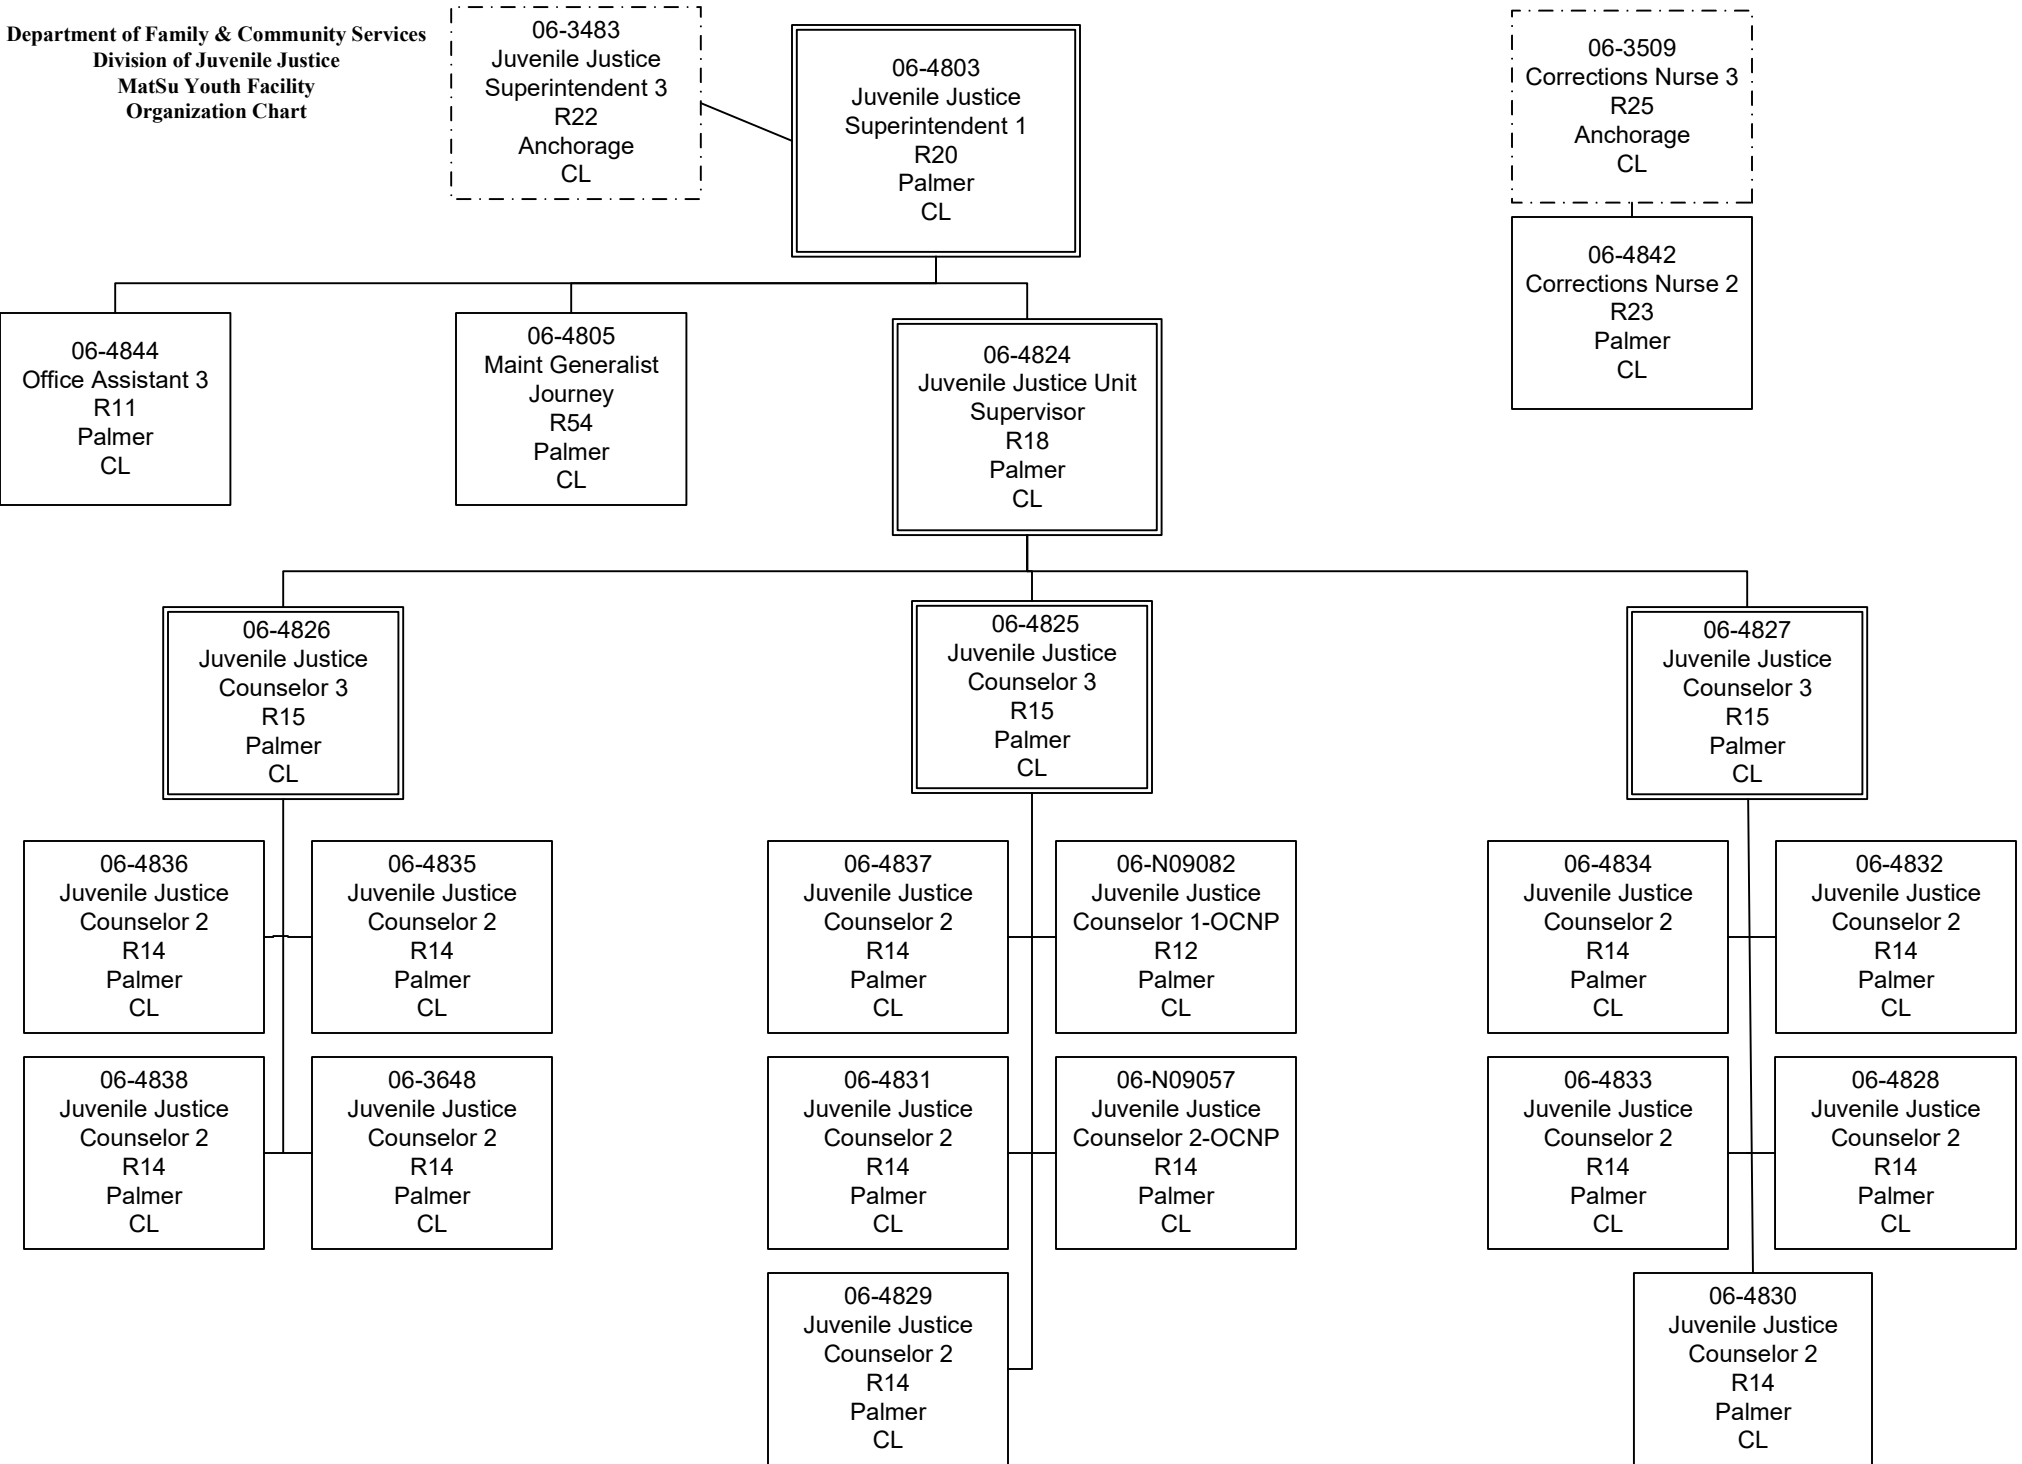 Department of Family & Community Services
Division of Juvenile Justice
MatSu Youth Facility
Organization Chart
06-3483
Juvenile Justice
Superintendent 3
R22
Anchorage
CL
06-4803
Juvenile Justice
Superintendent 1
R20
Palmer
CL
06-3509
Corrections Nurse 3
R25
Anchorage
CL
06-4842
Corrections Nurse 2
R23
Palmer
CL
06-4844
Office Assistant 3
R11
Palmer
CL
06-4805
Maint Generalist
Journey
R54
Palmer
CL
06-4824
Juvenile Justice Unit
Supervisor
R18
Palmer
CL
06-4826
Juvenile Justice
Counselor 3
R15
Palmer
CL
06-4825
Juvenile Justice
Counselor 3
R15
Palmer
CL
06-4827
Juvenile Justice
Counselor 3
R15
Palmer
CL
06-4836
Juvenile Justice
Counselor 2
R14
Palmer
CL
06-4835
Juvenile Justice
Counselor 2
R14
Palmer
CL
06-4837
Juvenile Justice
Counselor 2
R14
Palmer
CL
06-N09082
Juvenile Justice
Counselor 1-OCNP
R12
Palmer
CL
06-4834
Juvenile Justice
Counselor 2
R14
Palmer
CL
06-4832
Juvenile Justice
Counselor 2
R14
Palmer
CL
06-4838
Juvenile Justice
Counselor 2
R14
Palmer
CL
06-3648
Juvenile Justice
Counselor 2
R14
Palmer
CL
06-4831
Juvenile Justice
Counselor 2
R14
Palmer
CL
06-N09057
Juvenile Justice
Counselor 2-OCNP
R14
Palmer
CL
06-4833
Juvenile Justice
Counselor 2
R14
Palmer
CL
06-4828
Juvenile Justice
Counselor 2
R14
Palmer
CL
06-4829
Juvenile Justice
Counselor 2
R14
Palmer
CL
06-4830
Juvenile Justice
Counselor 2
R14
Palmer
CL